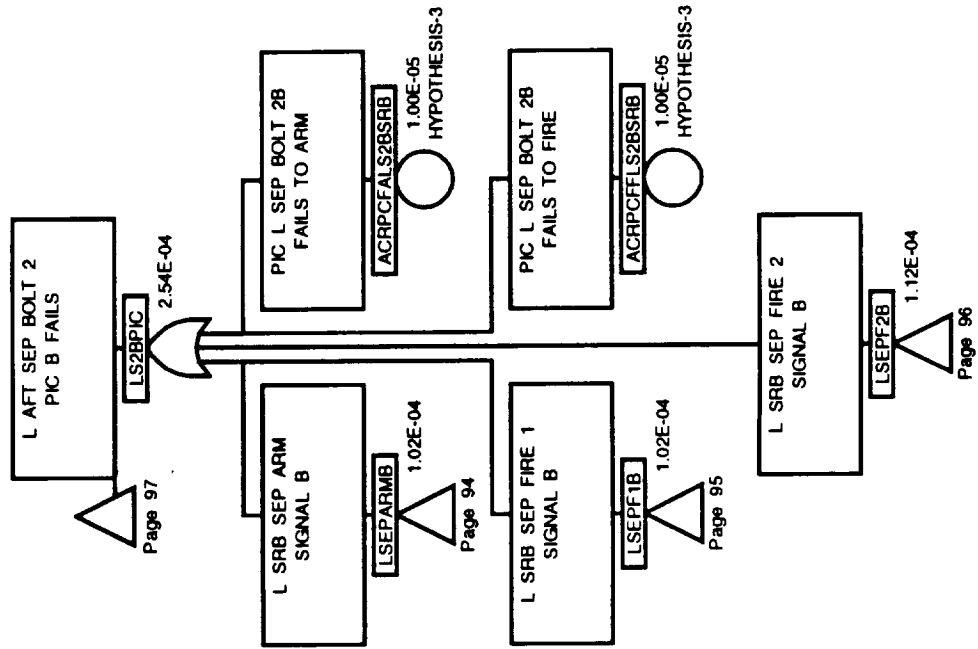 L AFT SEP BOLT 2
PIC B FAILS
LS2BPIC
2.54E-04
Page 97
L SRB SEP ARM
SIGNAL B
LSEPARMB
1.02E-04
Page 94
PIC L SEP BOLT 2B
FAILS TO ARM
ACRPCFALS2BSRB
1.00E-05
HYPOTHESIS-3
L SRB SEP FIRE 1
SIGNAL B
LSEPF1B
1.02E-04
Page 95
PIC L SEP BOLT 2B
FAILS TO FIRE
ACRPCFFLS2BSRB
1.00E-05
HYPOTHESIS-3
L SRB SEP FIRE 2
SIGNAL B
LSEPF2B
1.12E-04
Page 96